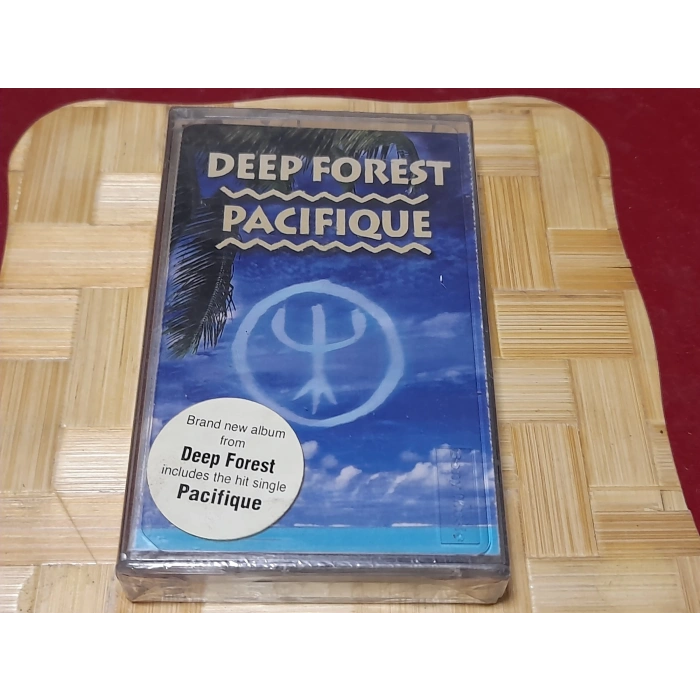 DEEP FOREST
PACIFIQUE
Brand new album
from
Deep Forest
includes the hit single
Pacifique